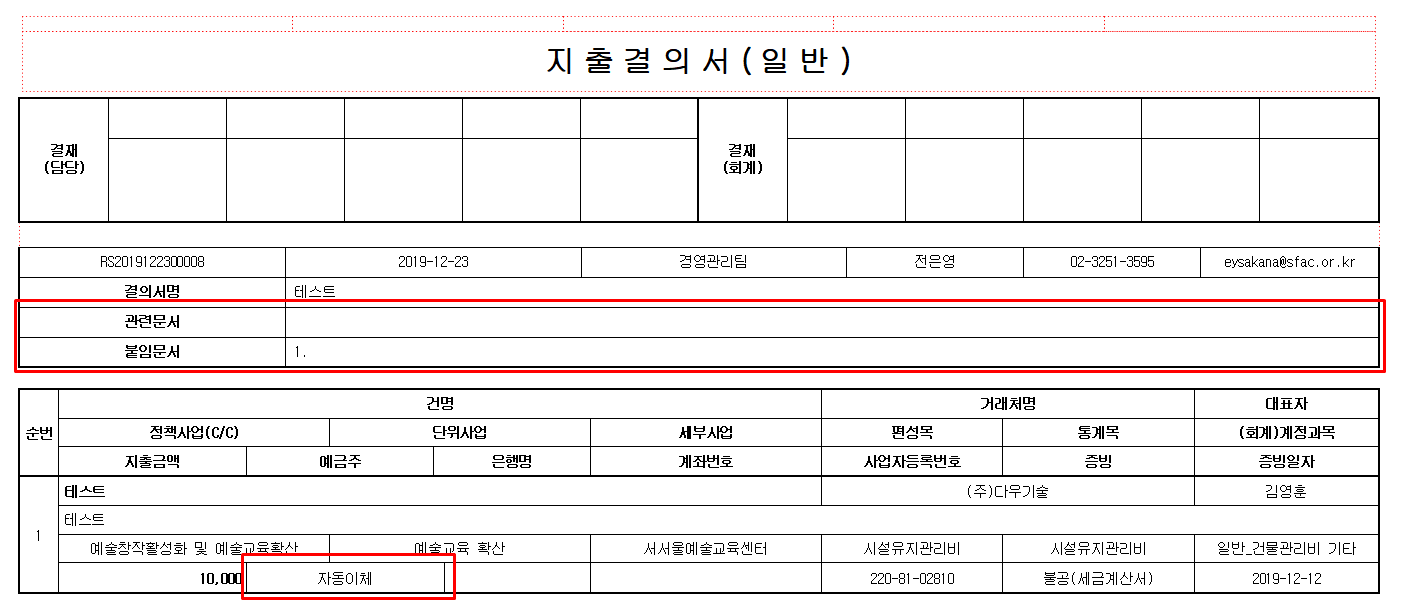 지출결의서(일반)
결재
(담당)
결재
(회계)
RS2019122300008 2019-12-23 경영관리팀 전은영 02-3251-3595 eysakana@sfac.or.kr
결의서명 테스트
관련문서
붙임문서 1.
순번 건명 거래처명 대표자
정책사업(C/C) 단위사업 세부사업 편성목 통계목 (회계)계정과목
지출금액 예금주 은행명 계좌번호 사업자등록번호 증빙 증빙일자
1 테스트 (주)다우기술 김영훈
테스트
예술창작활성화 및 예술교육확산 예술교육 확산 서서울예술교육센터 시설유지관리비 시설유지관리비 일반_건물관리비 기타
10,000 자동이체 220-81-02810 불공(세금계산서) 2019-12-12